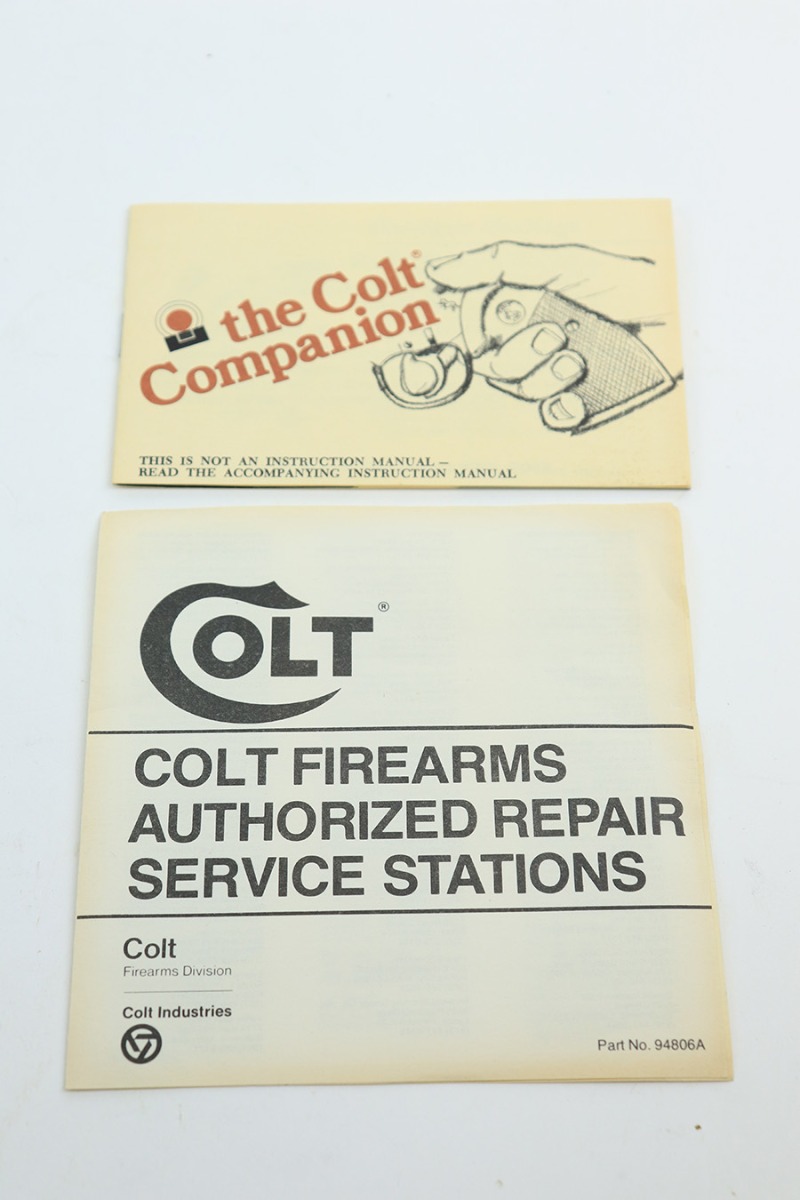 the Colt®
Companion
THIS IS NOT AN INSTRUCTION MANUAL —
READ THE ACCOMPANYING INSTRUCTION MANUAL
COLT®
COLT FIREARMS
AUTHORIZED REPAIR
SERVICE STATIONS
Colt
Firearms Division
Colt Industries
Part No. 94806A